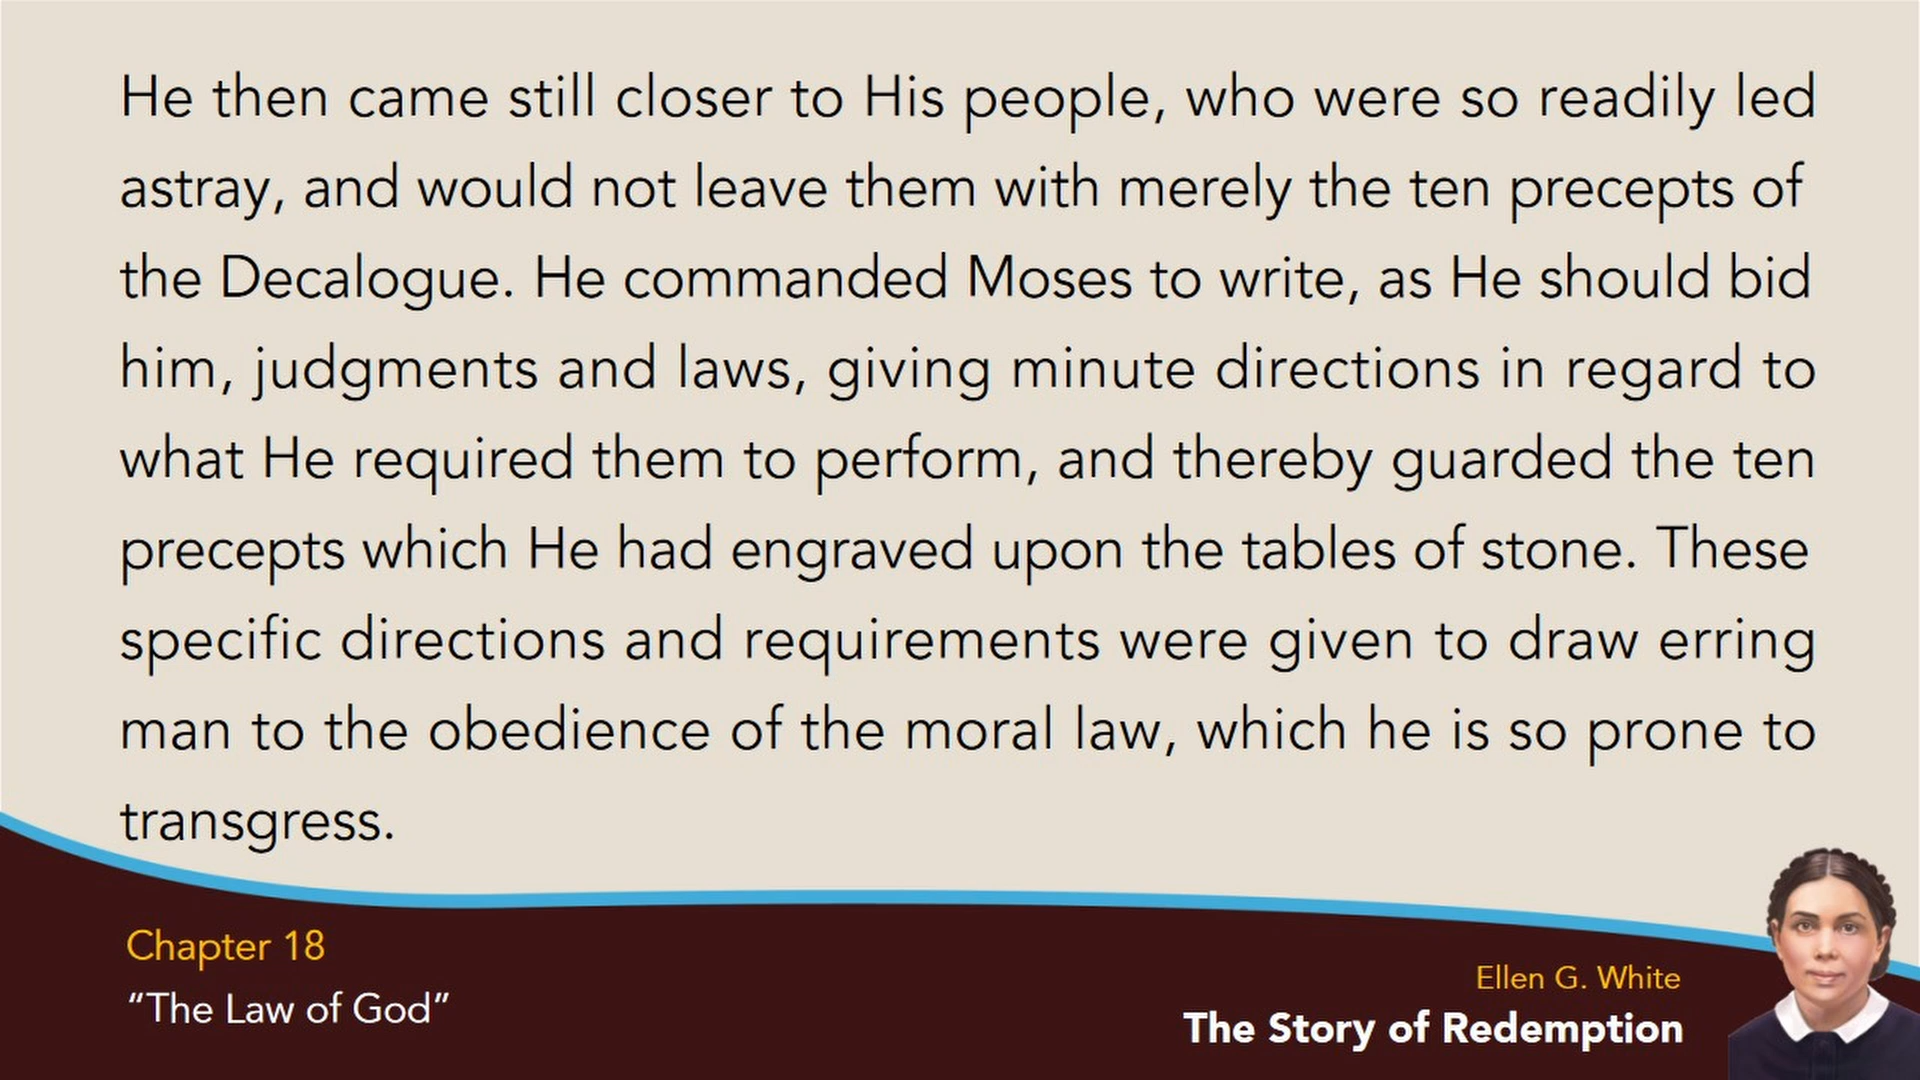 He then came still closer to His people, who were so readily led
astray, and would not leave them with merely the ten precepts of
the Decalogue. He commanded Moses to write, as He should bid
him, judgments and laws, giving minute directions in regard to
what He required them to perform, and thereby guarded the ten
precepts which He had engraved upon the tables of stone. These
specific directions and requirements were given to draw erring
man to the obedience of the moral law, which he is so prone to
transgress.
Chapter 18
“The Law of God”
Ellen G. White
The Story of Redemption